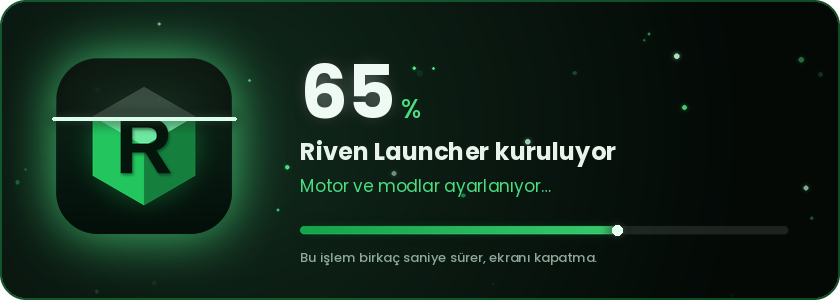 65 %
Riven Launcher kuruluyor
Motor ve modlar ayarlanıyor...
Bu işlem birkaç saniye sürer, ekranı kapatma.
R